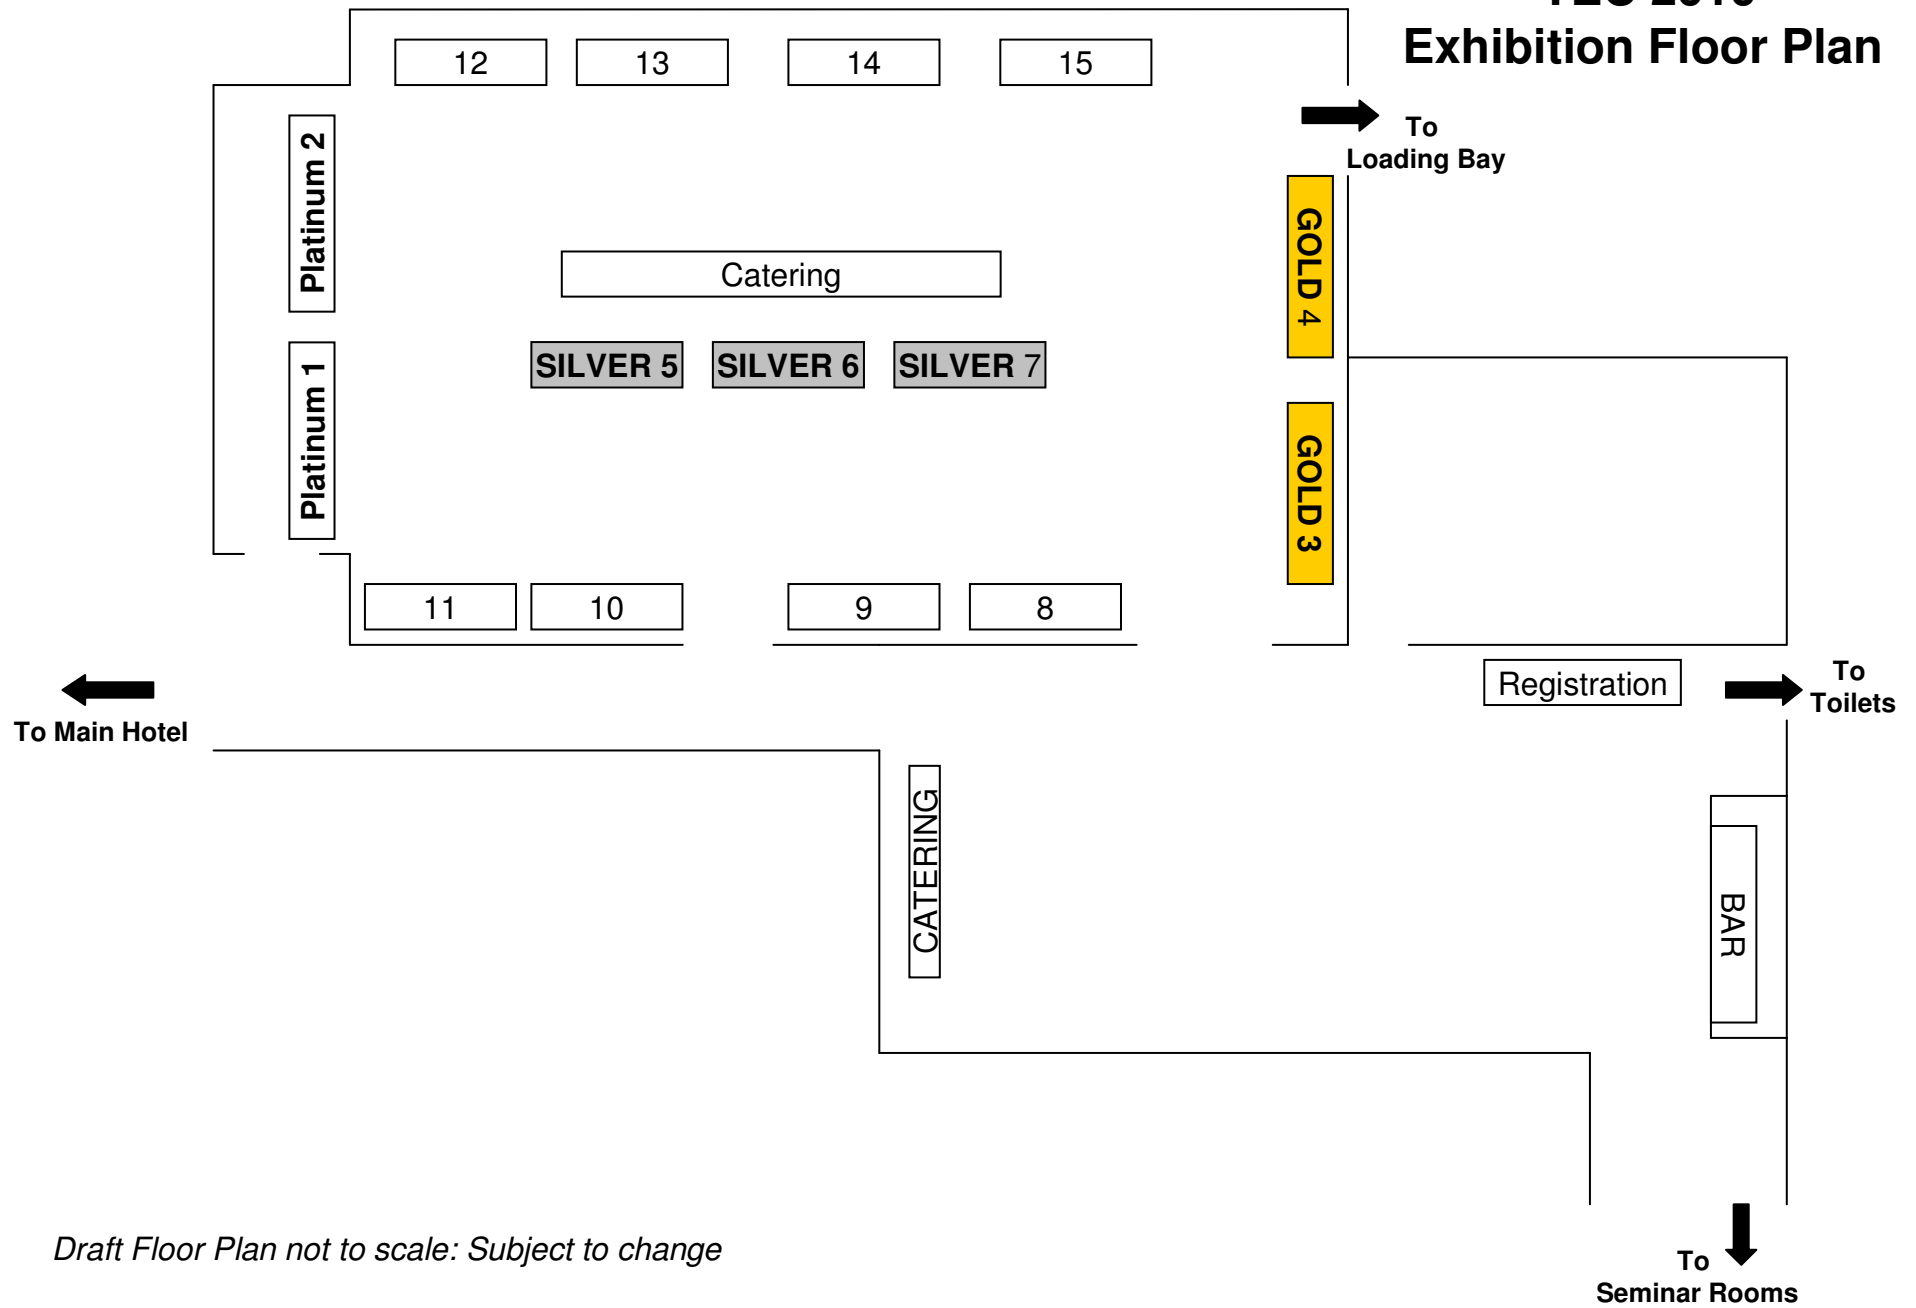 Exhibition Floor Plan
12
13
14
15
To
Loading Bay
Platinum 2
GOLD 4
Catering
SILVER 5
SILVER 6
SILVER 7
Platinum 1
GOLD 3
11
10
9
8
Registration
To
Toilets
To Main Hotel
CATERING
BAR
Draft Floor Plan not to scale: Subject to change
To
Seminar Rooms